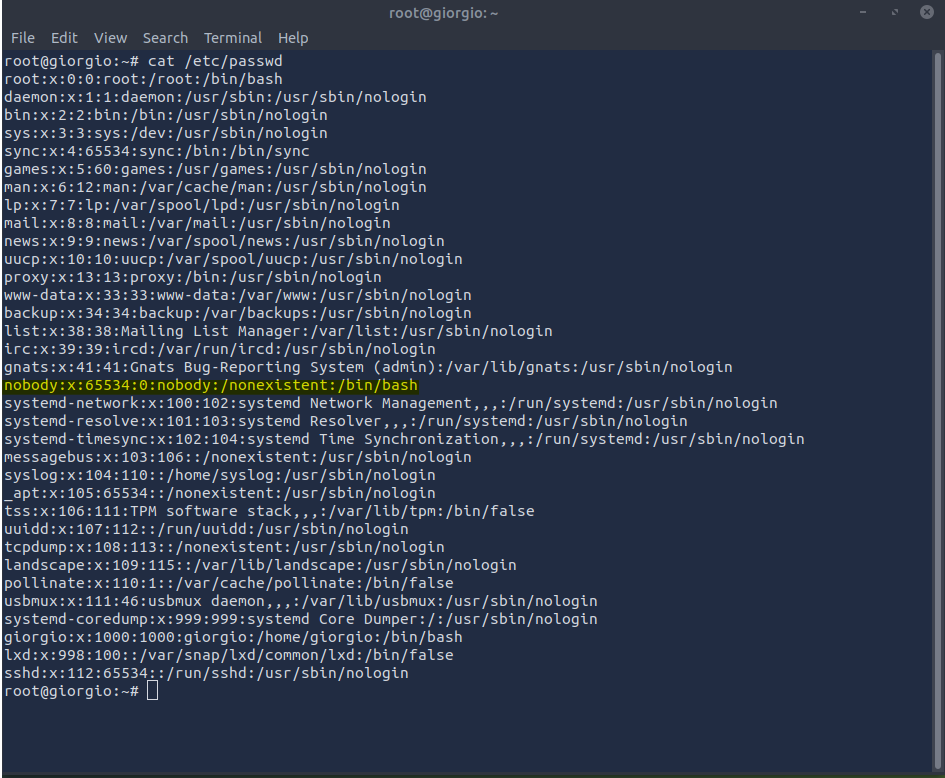 root@giorgio: ~
File Edit View Search Terminal Help
root@giorgio:~# cat /etc/passwd
root:x:0:0:root:/root:/bin/bash
daemon:x:1:1:daemon:/usr/sbin:/usr/sbin/nologin
bin:x:2:2:bin:/bin:/usr/sbin/nologin
sys:x:3:3:sys:/dev:/usr/sbin/nologin
sync:x:4:65534:sync:/bin:/bin/sync
games:x:5:60:games:/usr/games:/usr/sbin/nologin
man:x:6:12:man:/var/cache/man:/usr/sbin/nologin
lp:x:7:7:lp:/var/spool/lpd:/usr/sbin/nologin
mail:x:8:8:mail:/var/mail:/usr/sbin/nologin
news:x:9:9:news:/var/spool/news:/usr/sbin/nologin
uucp:x:10:10:uucp:/var/spool/uucp:/usr/sbin/nologin
proxy:x:13:13:proxy:/bin:/usr/sbin/nologin
www-data:x:33:33:www-data:/var/www:/usr/sbin/nologin
backup:x:34:34:backup:/var/backups:/usr/sbin/nologin
list:x:38:38:Mailing List Manager:/var/list:/usr/sbin/nologin
irc:x:39:39:ircd:/var/run/ircd:/usr/sbin/nologin
gnats:x:41:41:Gnats Bug-Reporting System (admin):/var/lib/gnats:/usr/sbin/nologin
nobody:x:65534:0:nobody:/nonexistent:/bin/bash
systemd-network:x:100:102:systemd Network Management,,,:/run/systemd:/usr/sbin/nologin
systemd-resolve:x:101:103:systemd Resolver,,,:/run/systemd:/usr/sbin/nologin
systemd-timesync:x:102:104:systemd Time Synchronization,,,:/run/systemd:/usr/sbin/nologin
messagebus:x:103:106::/nonexistent:/usr/sbin/nologin
syslog:x:104:110::/home/syslog:/usr/sbin/nologin
_apt:x:105:65534::/nonexistent:/usr/sbin/nologin
tss:x:106:111:TPM software stack,,,:/var/lib/tpm:/bin/false
uuidd:x:107:112::/run/uuidd:/usr/sbin/nologin
tcpdump:x:108:113::/nonexistent:/usr/sbin/nologin
landscape:x:109:115::/var/lib/landscape:/usr/sbin/nologin
pollinate:x:110:1::/var/cache/pollinate:/bin/false
usbmux:x:111:46:usbmux daemon,,,:/var/lib/usbmux:/usr/sbin/nologin
systemd-coredump:x:999:999:systemd Core Dumper:/:/usr/sbin/nologin
giorgio:x:1000:1000:giorgio:/home/giorgio:/bin/bash
lxd:x:998:100::/var/snap/lxd/common/lxd:/bin/false
sshd:x:112:65534::/run/sshd:/usr/sbin/nologin
root@giorgio:~#